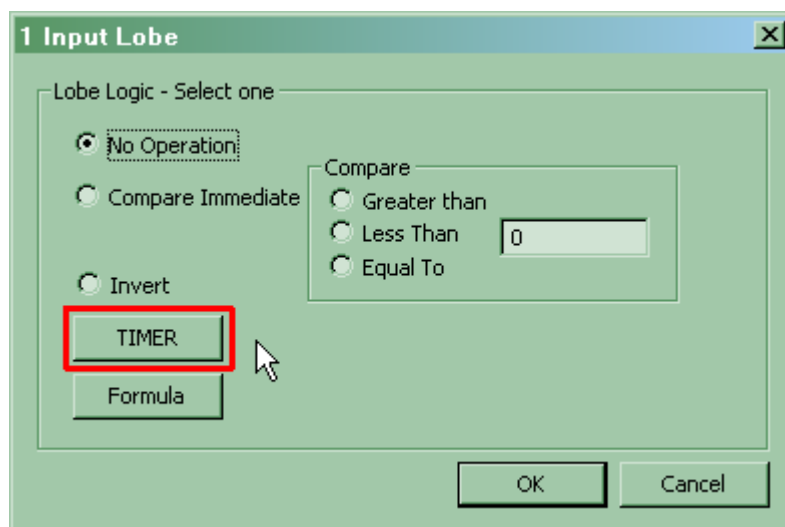 1 Input Lobe
Lobe Logic - Select one
No Operation
Compare Immediate
Compare
Greater than
Less Than
0
Equal To
Invert
TIMER
Formula
OK
Cancel